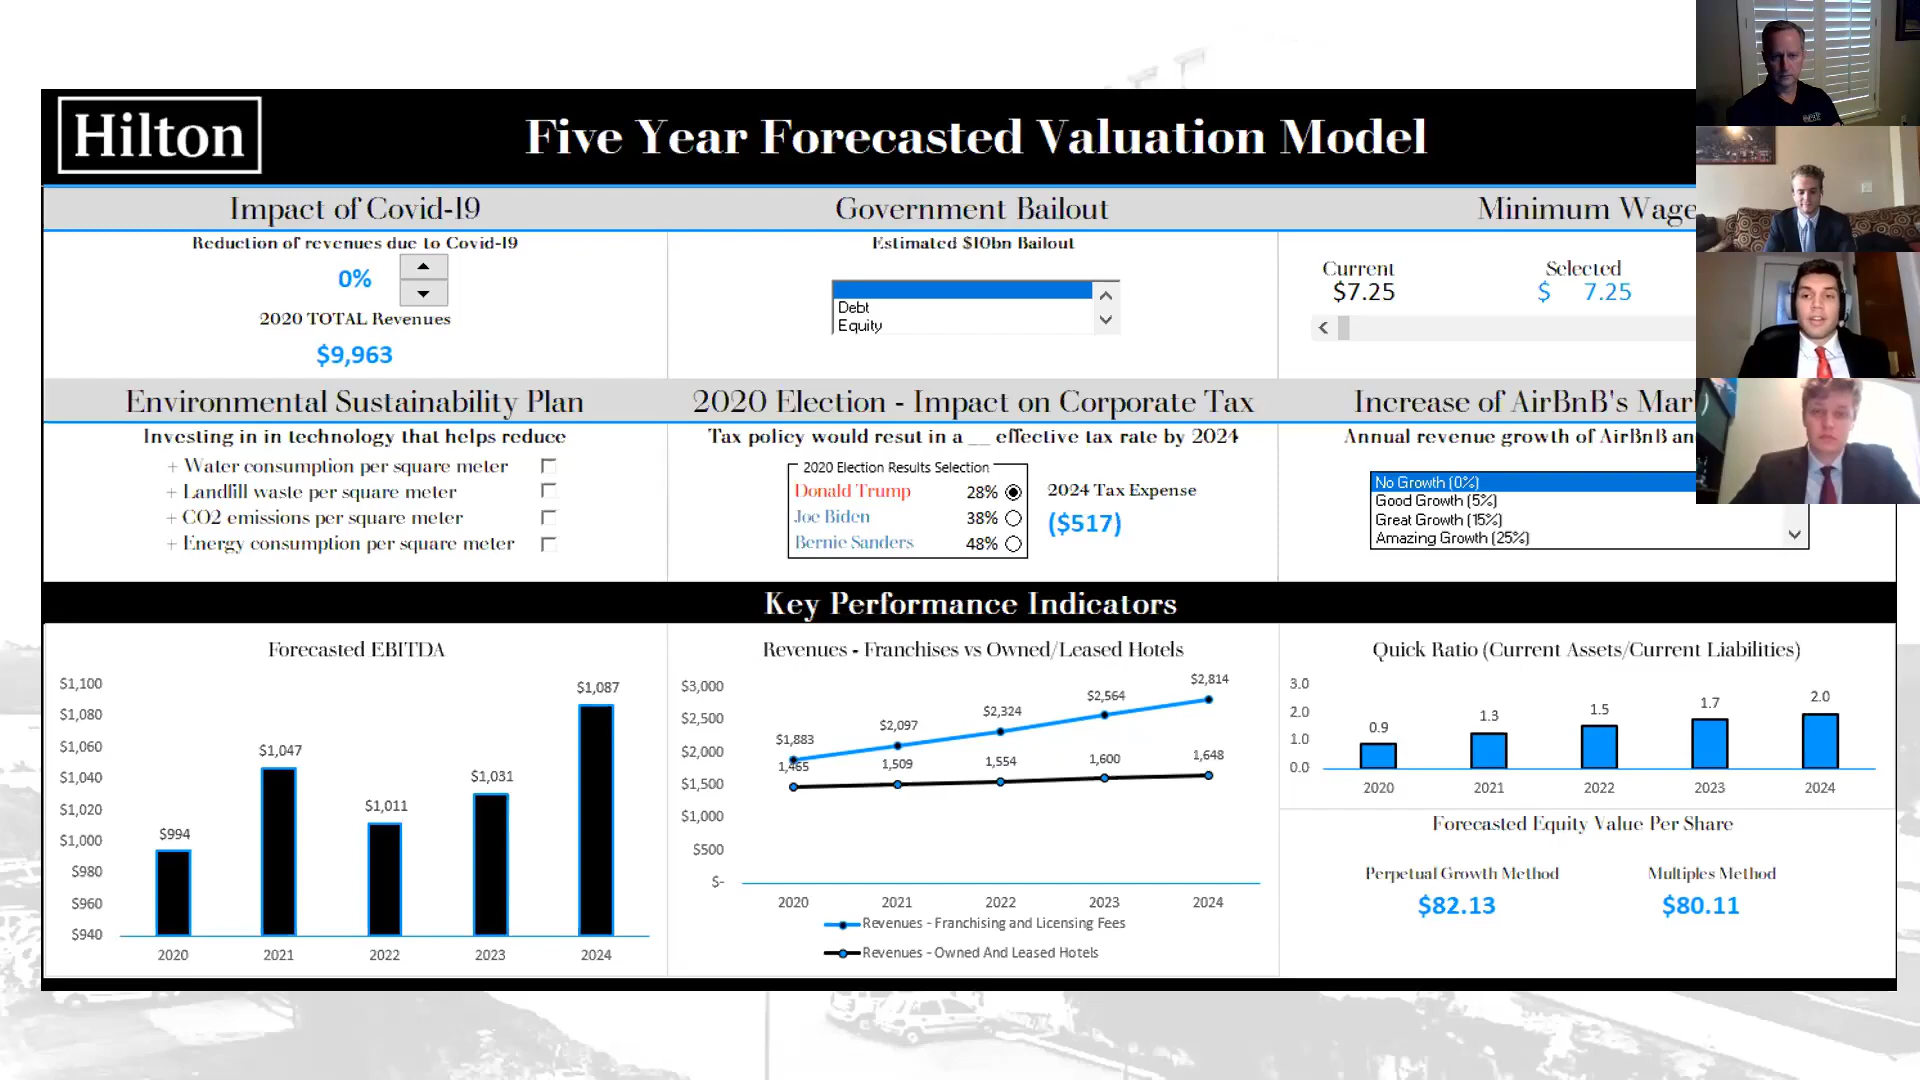 Hilton
Five Year Forecasted Valuation Model
Impact of Covid-19
Government Bailout
Minimum Wage
Reduction of revenues due to Covid-19
0%
2020 TOTAL Revenues
$9,963
Estimated $10bn Bailout
Debt
Equity
Current
Selected
$7.25
$ 7.25
Environmental Sustainability Plan
2020 Election - Impact on Corporate Tax
Increase of AirBnB's Mar
Investing in in technology that helps reduce
+ Water consumption per square meter
+ Landfill waste per square meter
+ CO2 emissions per square meter
+ Energy consumption per square meter
Tax policy would resut in a __ effective tax rate by 2024
2020 Election Results Selection
Donald Trump 28%
Joe Biden 38%
Bernie Sanders 48%
2024 Tax Expense
($517)
Annual revenue growth of AirBnB an
No Growth (0%)
Good Growth (5%)
Great Growth (15%)
Amazing Growth (25%)
Key Performance Indicators
Forecasted EBITDA
$1,100
$1,080
$1,060
$1,040
$1,020
$1,000
$980
$960
$940
$994
$1,047
$1,011
$1,031
$1,087
2020 2021 2022 2023 2024
Revenues - Franchises vs Owned/Leased Hotels
$3,000
$2,500
$2,000
$1,500
$1,000
$500
$-
$1,883 $2,097 $2,324 $2,564 $2,814
1,465 1,509 1,554 1,600 1,648
2020 2021 2022 2023 2024
Revenues - Franchising and Licensing Fees
Revenues - Owned And Leased Hotels
Quick Ratio (Current Assets/Current Liabilities)
3.0
2.0
1.0
0.0
0.9 1.3 1.5 1.7 2.0
2020 2021 2022 2023 2024
Forecasted Equity Value Per Share
Perpetual Growth Method
Multiples Method
$82.13
$80.11